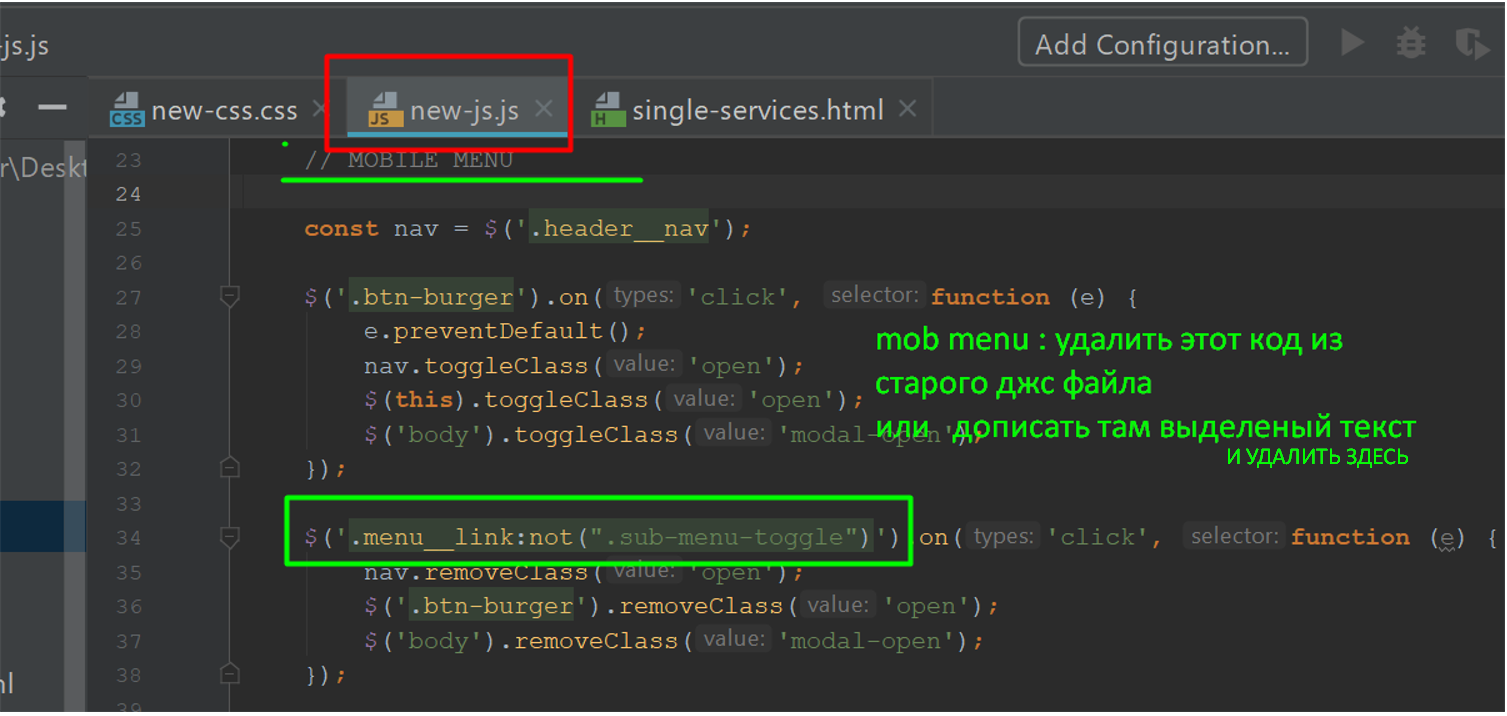 -js.js
Add Configuration...
new-css.css
new-js.js
single-services.html
r\Deskt
23 // MOBILE MENU
24
25 const nav = $('.header__nav');
26
27 $('.btn-burger').on( types: 'click', selector: function (e) {
28 e.preventDefault();
29 nav.toggleClass( value: 'open');
30 $(this).toggleClass( value: 'open');
31 $('body').toggleClass( value: 'modal-open');
mob menu : удалить этот код из
старого джс файла
или дописать там выделеный текст
И УДАЛИТЬ ЗДЕСЬ
32 });
33
34 $('.menu__link:not(".sub-menu-toggle")') on( types: 'click', selector: function (e) {
35 nav.removeClass( value: 'open');
36 $('.btn-burger').removeClass( value: 'open');
37 $('body').removeClass( value: 'modal-open');
38 });
39
ml